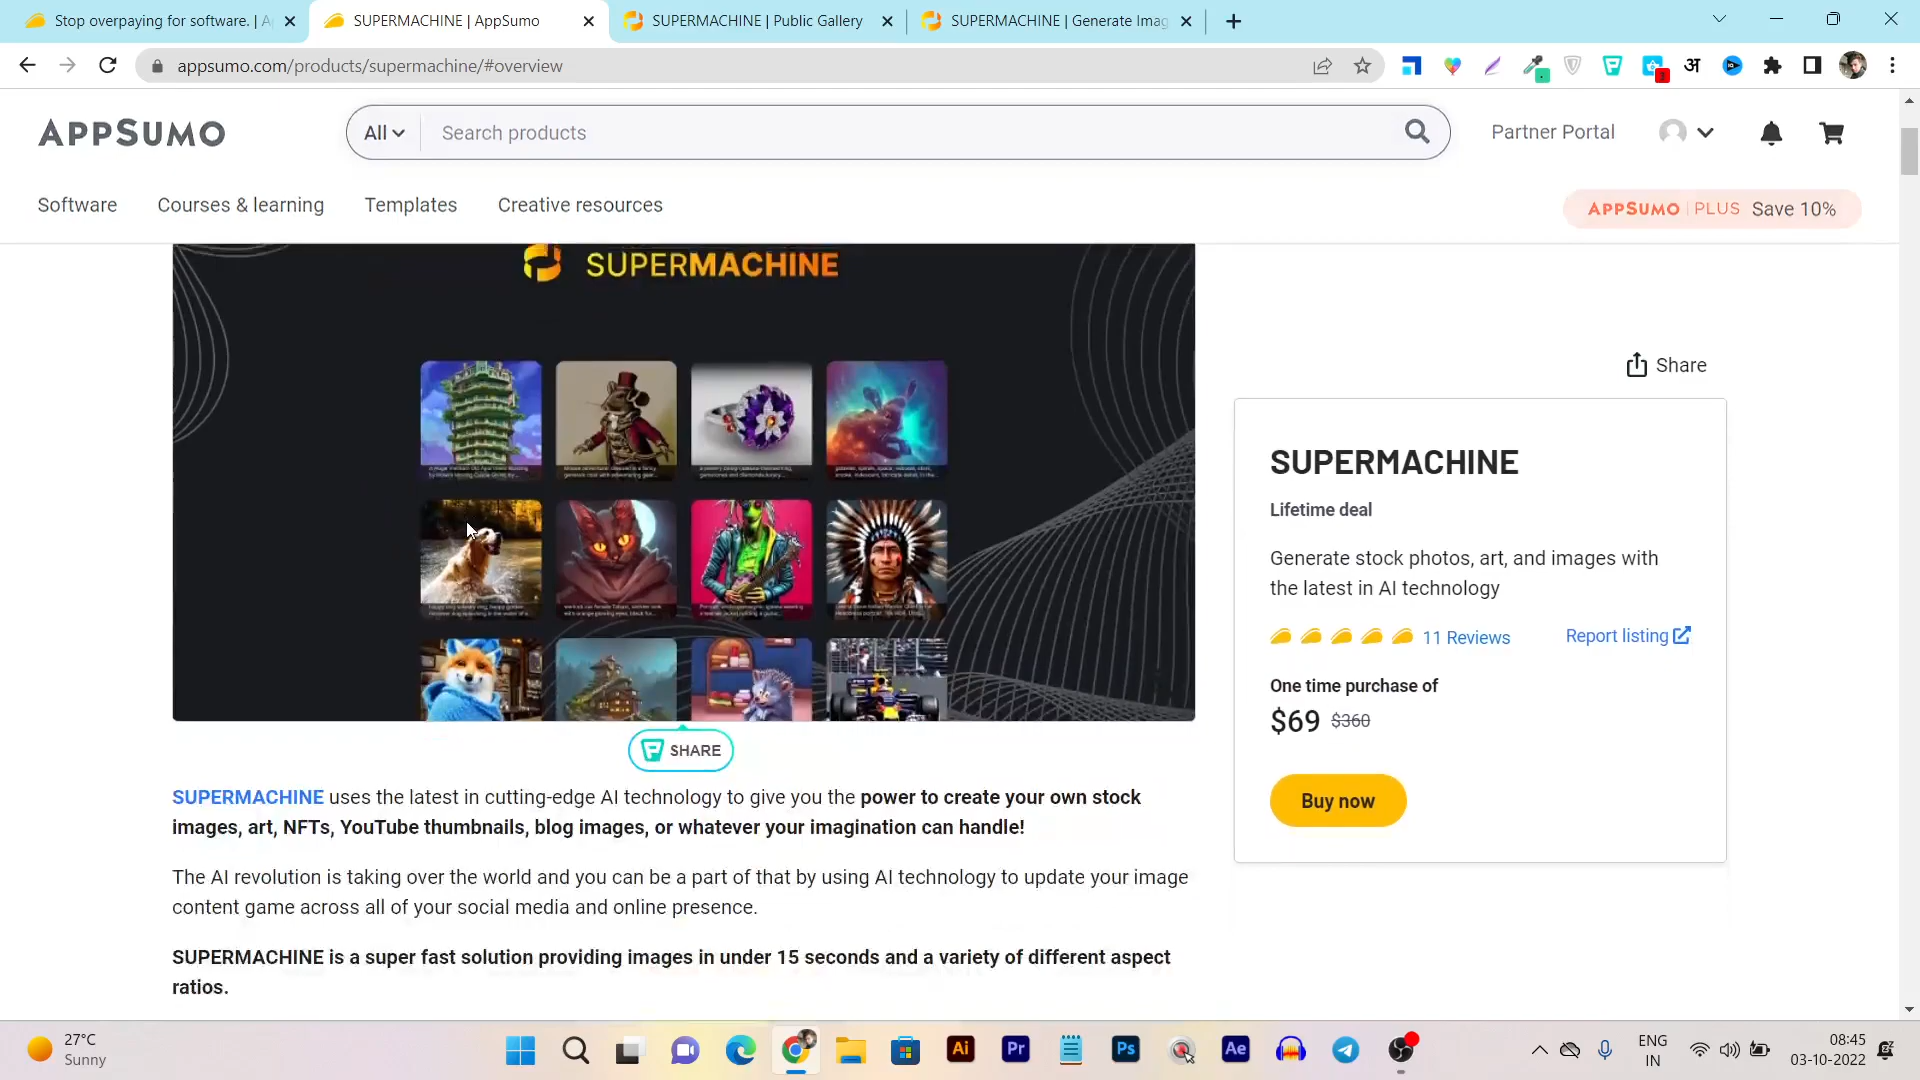 Stop overpaying for software. | A
SUPERMACHINE | AppSumo
SUPERMACHINE | Public Gallery
SUPERMACHINE | Generate Imag
appsumo.com/products/supermachine/#overview
APPSUMO
All
Search products
Partner Portal
Software
Courses & learning
Templates
Creative resources
APPSUMO | PLUS Save 10%
SUPERMACHINE
Share
SUPERMACHINE
Lifetime deal
Generate stock photos, art, and images with
the latest in AI technology
11 Reviews
Report listing
One time purchase of
$69 $360
Buy now
SHARE
SUPERMACHINE uses the latest in cutting-edge AI technology to give you the power to create your own stock
images, art, NFTs, YouTube thumbnails, blog images, or whatever your imagination can handle!
The AI revolution is taking over the world and you can be a part of that by using AI technology to update your image
content game across all of your social media and online presence.
SUPERMACHINE is a super fast solution providing images in under 15 seconds and a variety of different aspect
ratios.
27°C
Sunny
Ai
Pr
Ps
Ae
ENG
IN
08:45
03-10-2022